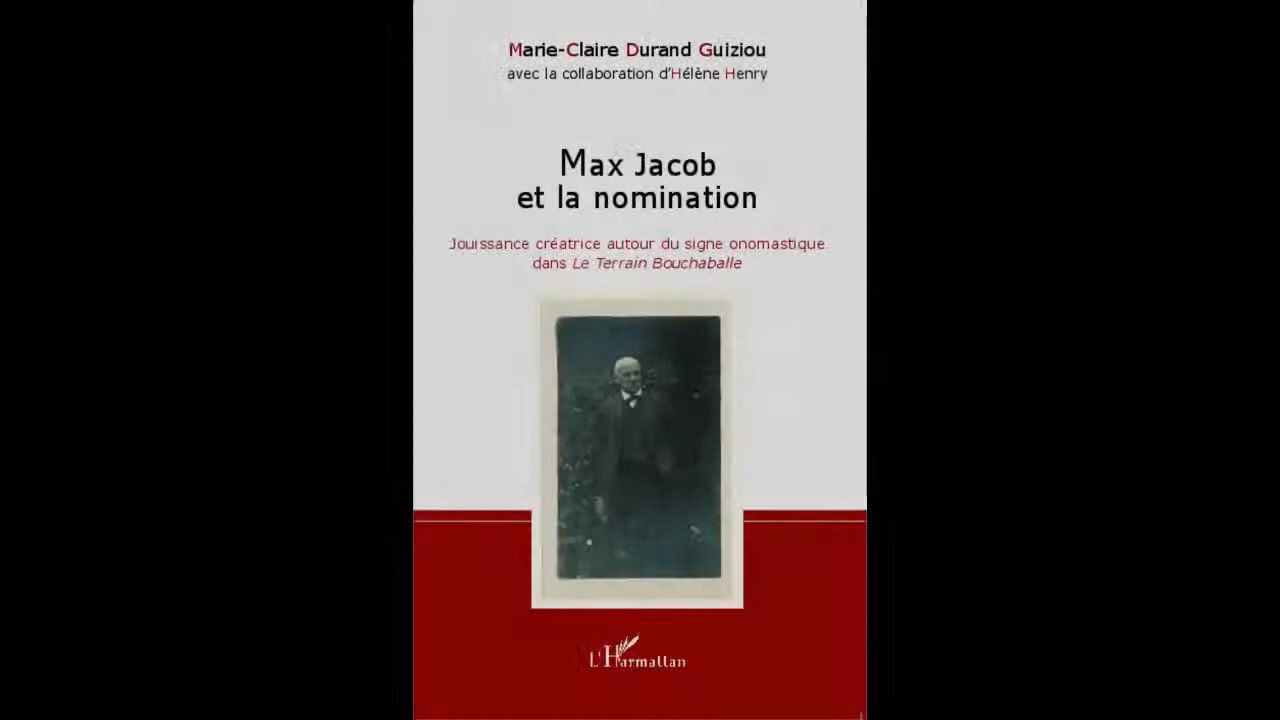 Marie-Claire Durand Guiziou
avec la collaboration d'Hélène Henry
Max Jacob
et la nomination
Jouissance créatrice autour du signe onomastique
dans Le Terrain Bouchaballe
L'Harmattan